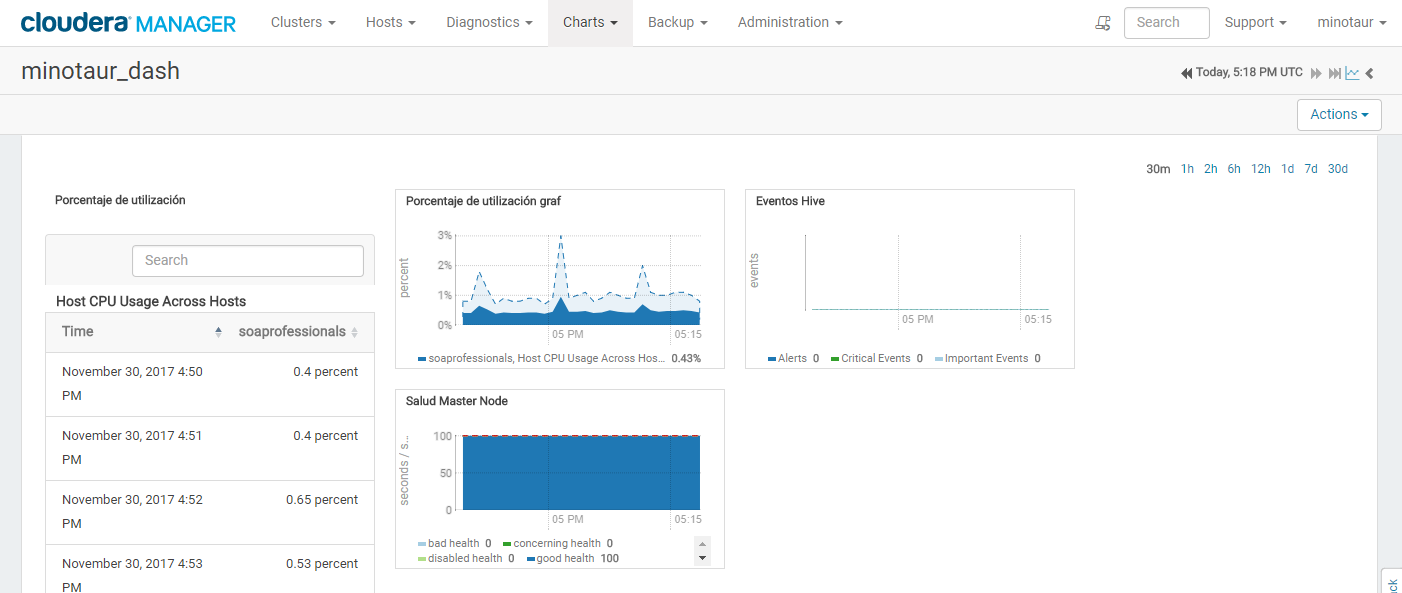 cloudera MANAGER Clusters Hosts Diagnostics Charts Backup Administration Search Support minotaur
minotaur_dash
Today, 5:18 PM UTC
Actions
30m 1h 2h 6h 12h 1d 7d 30d
Porcentaje de utilización
Search
Host CPU Usage Across Hosts
Time soaprofessionals
November 30, 2017 4:50 PM
0.4 percent
November 30, 2017 4:51 PM
0.4 percent
November 30, 2017 4:52 PM
0.65 percent
November 30, 2017 4:53 PM
0.53 percent
Porcentaje de utilización graf
percent
3%
2%
1%
0%
05 PM 05:15
soaprofessionals, Host CPU Usage Across Hos... 0.43%
Eventos Hive
events
05 PM 05:15
Alerts 0 Critical Events 0 Important Events 0
Salud Master Node
seconds / s...
100
50
0
05 PM 05:15
bad health 0 concerning health 0
disabled health 0 good health 100